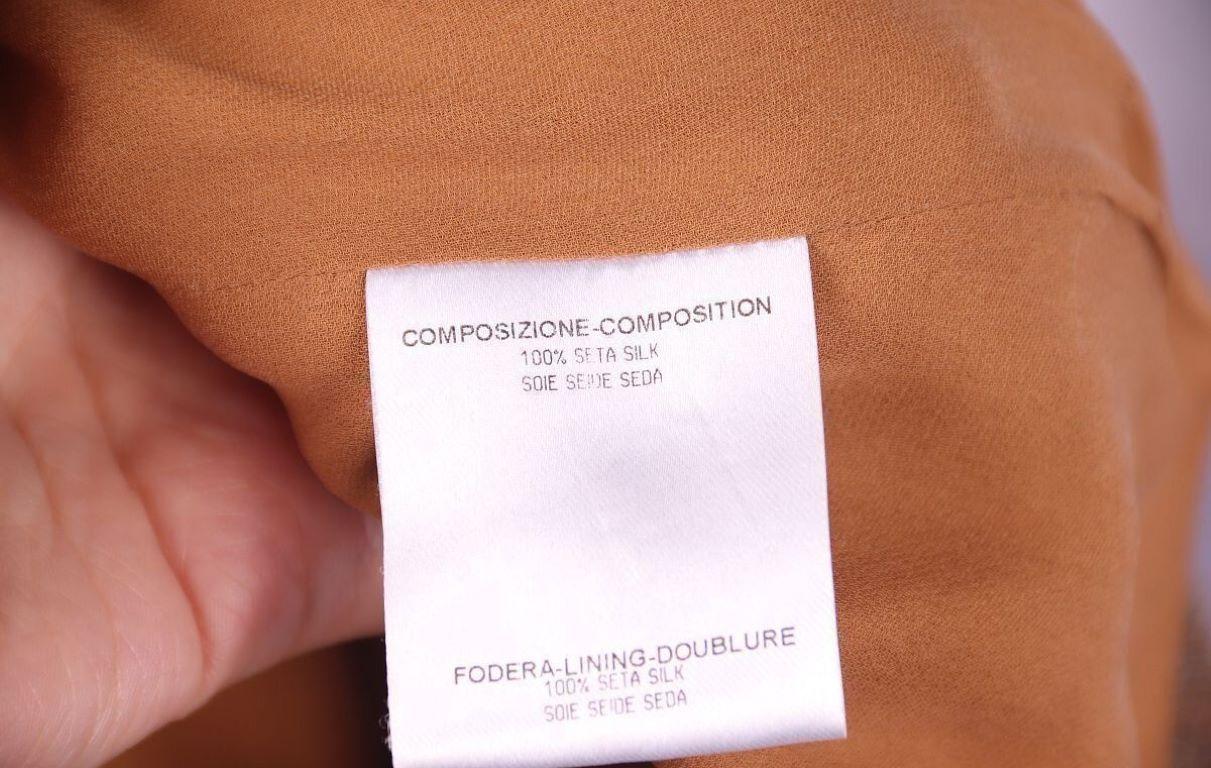 COMPOSIZIONE-COMPOSITION
100% SETA SILK
SOIE SEIDE SEDA
FODERA-LINING-DOUBLURE
100% SETA SILK
SOIE SEIDE SEDA